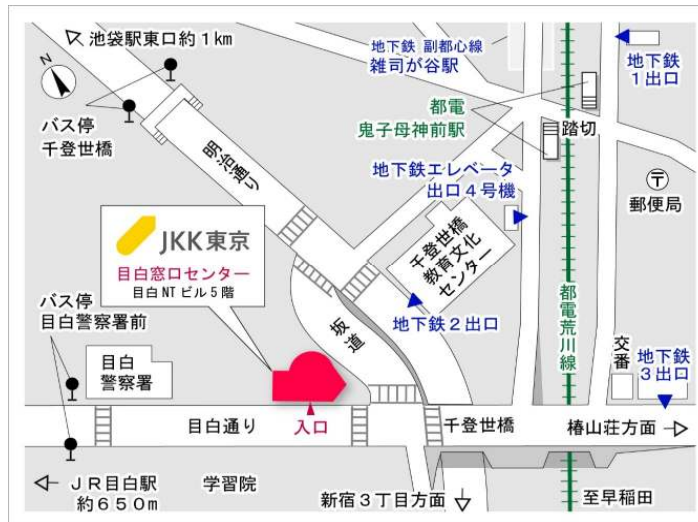 池袋駅東口約1km
N
バス停
千登世橋
明治通り
地下鉄 副都心線
雑司が谷駅
地下鉄
1出口
都電
鬼子母神前駅
踏切
地下鉄エレベータ
出口4号機
〒
郵便局
JKK東京
目白窓口センター
目白NTビル5階
千登世橋
教育文化
センター
バス停
目白警察署前
坂道
地下鉄2出口
都電荒川線
目白
警察署
交番
地下鉄
3出口
目白通り
入口
千登世橋
椿山荘方面
JR目白駅
約650m
学習院
新宿3丁目方面
至早稲田